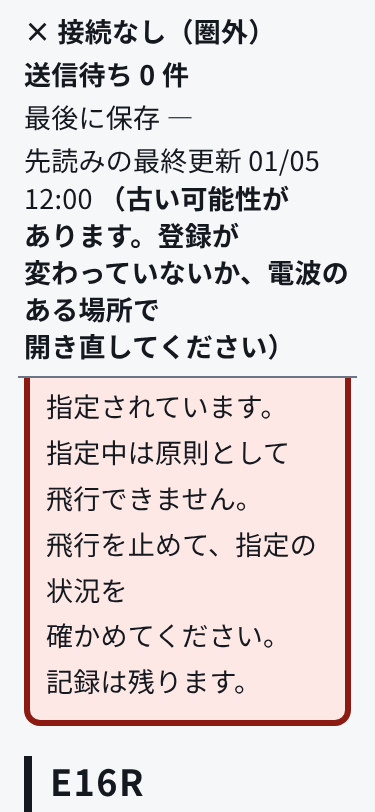 × 接続なし（圏外）
送信待ち 0 件
最後に保存 —
先読みの最終更新 01/05
12:00 （古い可能性が
あります。登録が
変わっていないか、電波の
ある場所で
開き直してください）
指定されています。
指定中は原則として
飛行できません。
飛行を止めて、指定の
状況を
確かめてください。
記録は残ります。
E16R